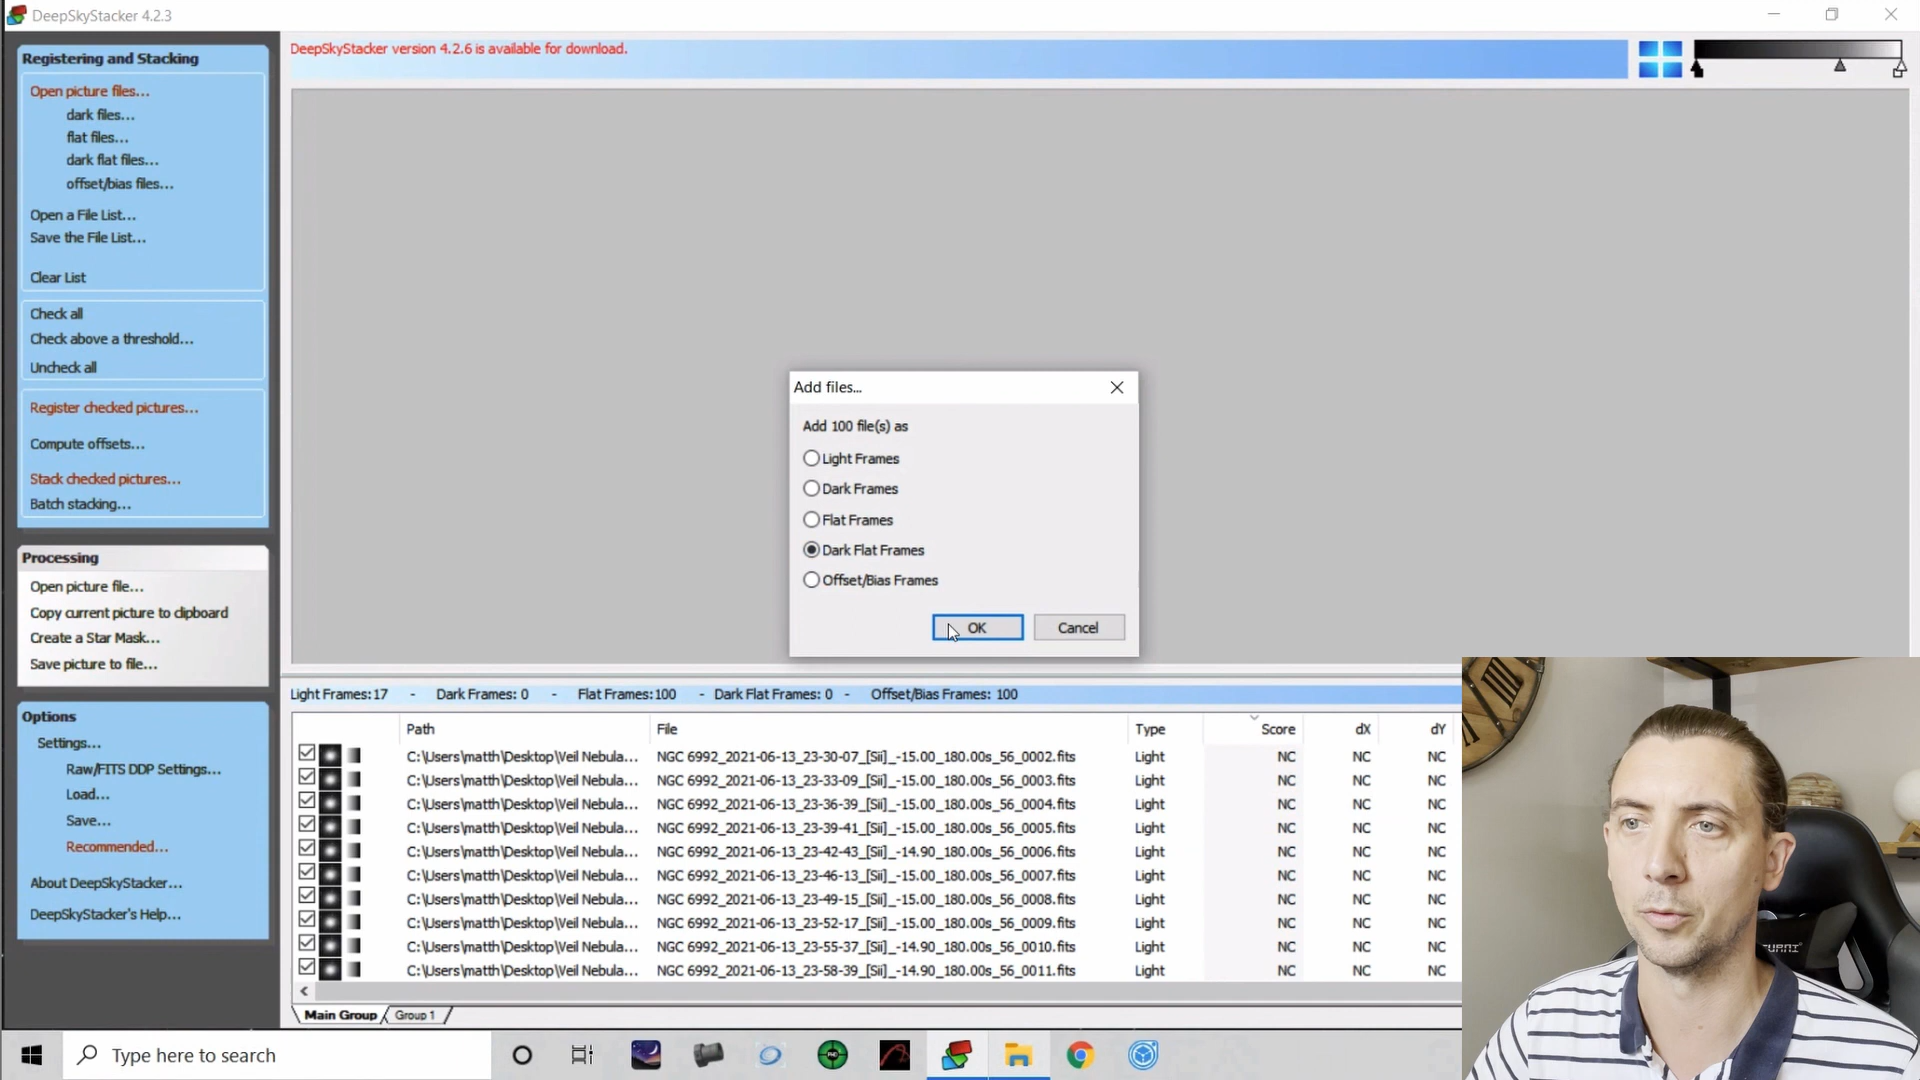 DeepSkyStacker 4.2.3
Registering and Stacking
Open picture files...
dark files...
flat files...
dark flat files...
offset/bias files...
Open a File List...
Save the File List...
Clear List
Check all
Check above a threshold...
Uncheck all
Register checked pictures...
Compute offsets...
Stack checked pictures...
Batch stacking...
Processing
Open picture file...
Copy current picture to clipboard
Create a Star Mask...
Save picture to file...
Options
Settings...
Raw/FITS DDP Settings...
Load...
Save...
Recommended...
About DeepSkyStacker...
DeepSkyStacker's Help...
DeepSkyStacker version 4.2.6 is available for download.
Add files...
Add 100 file(s) as
Light Frames
Dark Frames
Flat Frames
Dark Flat Frames
Offset/Bias Frames
OK Cancel
Light Frames:17 - Dark Frames: 0 - Flat Frames:100 - Dark Flat Frames: 0 - Offset/Bias Frames: 100
Path File Type Score dX dY
C:\Users\matth\Desktop\Veil Nebula... NGC 6992_2021-06-13_23-30-07_[Sii]_-15.00_180.00s_56_0002.fits Light NC NC NC
C:\Users\matth\Desktop\Veil Nebula... NGC 6992_2021-06-13_23-33-09_[Sii]_-15.00_180.00s_56_0003.fits Light NC NC NC
C:\Users\matth\Desktop\Veil Nebula... NGC 6992_2021-06-13_23-36-39_[Sii]_-15.00_180.00s_56_0004.fits Light NC NC NC
C:\Users\matth\Desktop\Veil Nebula... NGC 6992_2021-06-13_23-39-41_[Sii]_-15.00_180.00s_56_0005.fits Light NC NC NC
C:\Users\matth\Desktop\Veil Nebula... NGC 6992_2021-06-13_23-42-43_[Sii]_-14.90_180.00s_56_0006.fits Light NC NC NC
C:\Users\matth\Desktop\Veil Nebula... NGC 6992_2021-06-13_23-46-13_[Sii]_-15.00_180.00s_56_0007.fits Light NC NC NC
C:\Users\matth\Desktop\Veil Nebula... NGC 6992_2021-06-13_23-49-15_[Sii]_-15.00_180.00s_56_0008.fits Light NC NC NC
C:\Users\matth\Desktop\Veil Nebula... NGC 6992_2021-06-13_23-52-17_[Sii]_-15.00_180.00s_56_0009.fits Light NC NC NC
C:\Users\matth\Desktop\Veil Nebula... NGC 6992_2021-06-13_23-55-37_[Sii]_-14.90_180.00s_56_0010.fits Light NC NC NC
C:\Users\matth\Desktop\Veil Nebula... NGC 6992_2021-06-13_23-58-39_[Sii]_-14.90_180.00s_56_0011.fits Light NC NC NC
Main Group Group 1
Type here to search